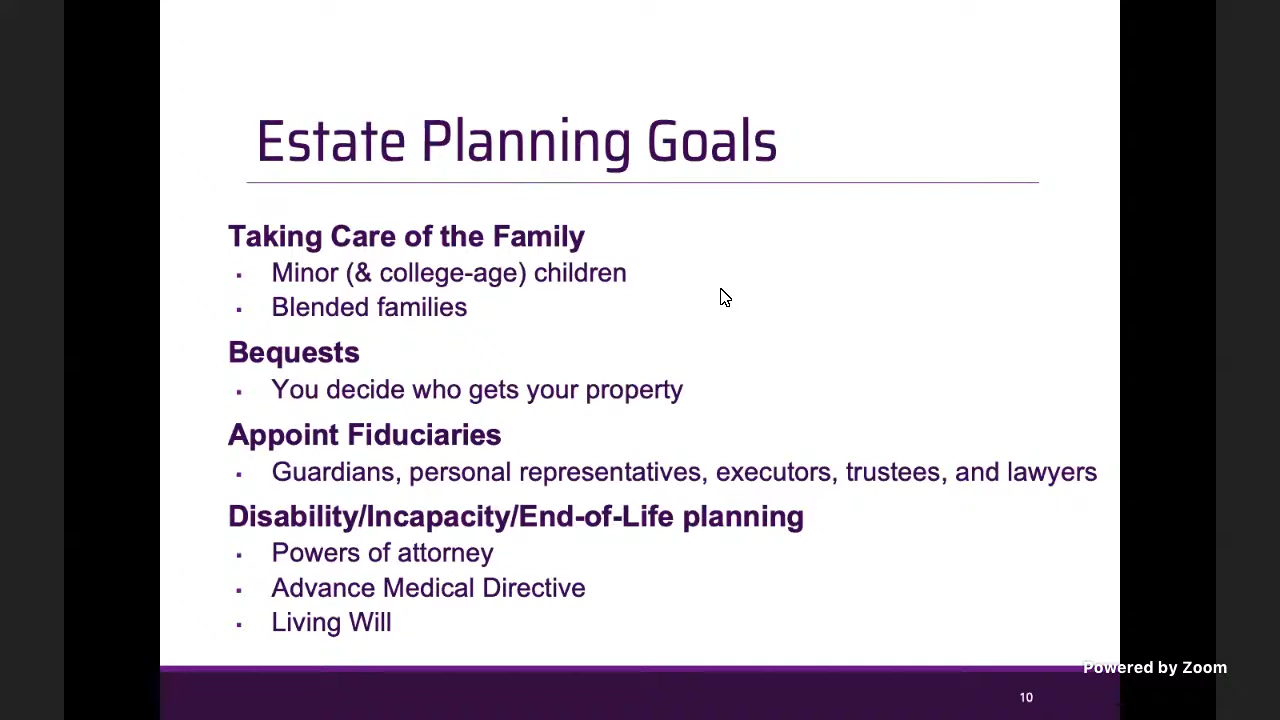 Estate Planning Goals
Taking Care of the Family
▪ Minor (& college-age) children
▪ Blended families
Bequests
▪ You decide who gets your property
Appoint Fiduciaries
▪ Guardians, personal representatives, executors, trustees, and lawyers
Disability/Incapacity/End-of-Life planning
▪ Powers of attorney
▪ Advance Medical Directive
▪ Living Will
Powered by Zoom
10